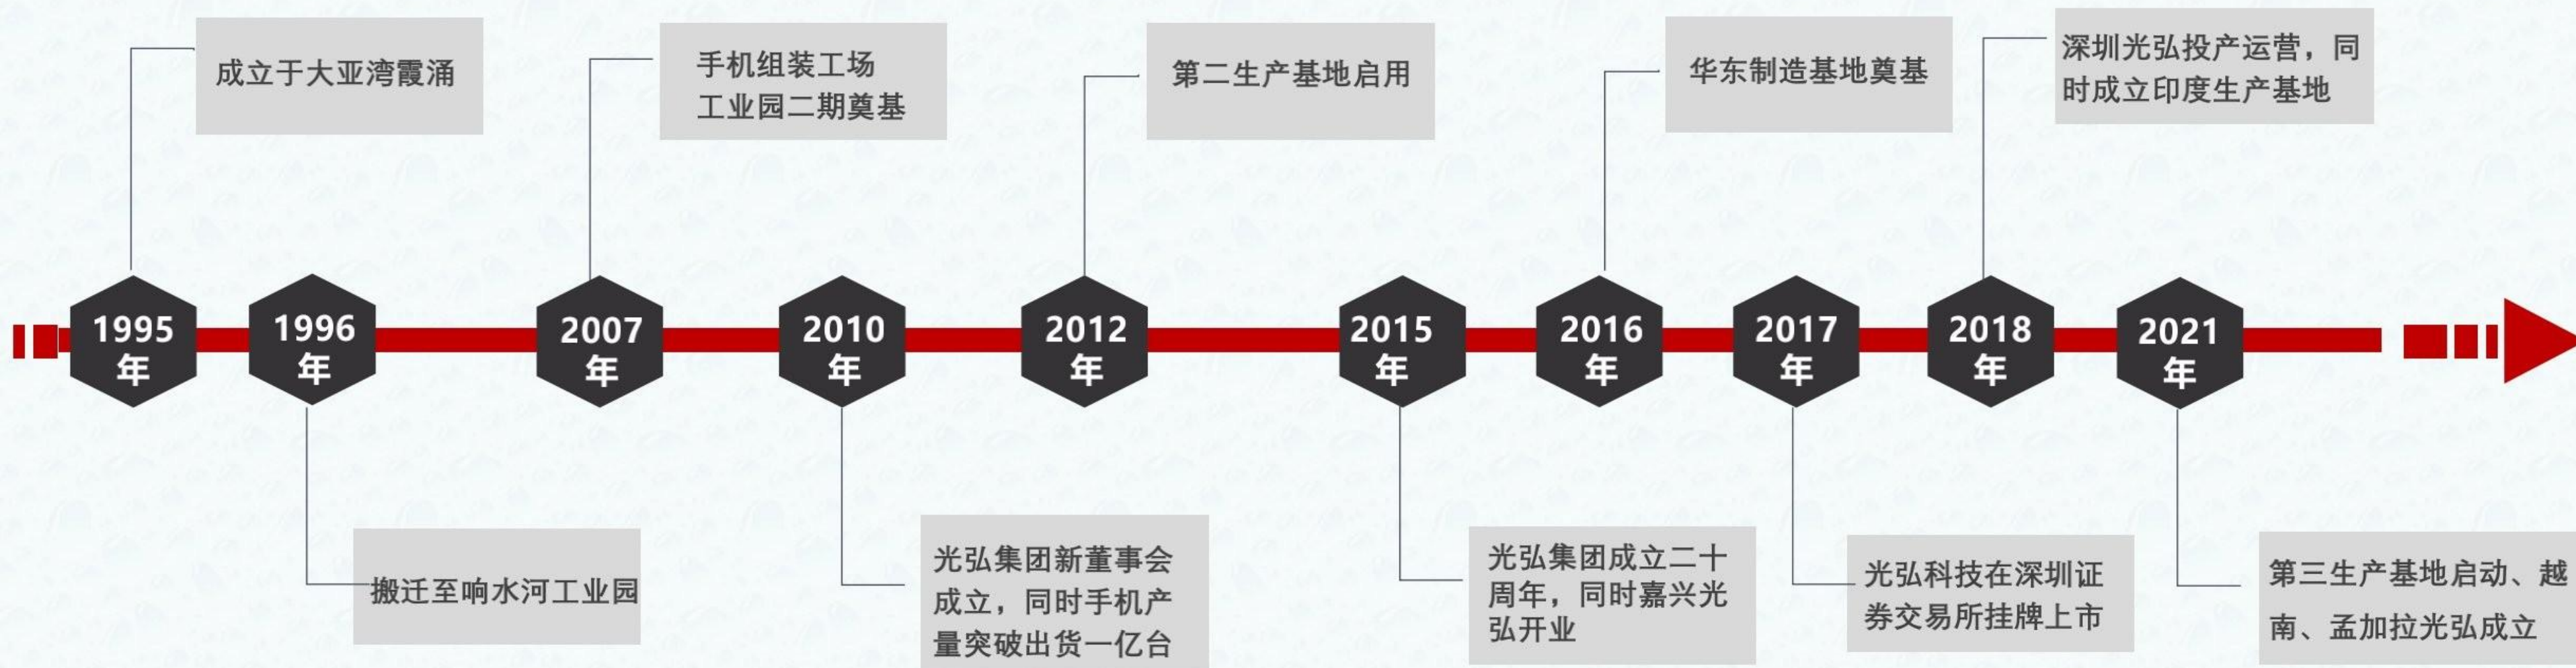 成立于大亚湾霞涌
手机组装工场
工业园二期奠基
第二生产基地启用
华东制造基地奠基
深圳光弘投产运营，同
时成立印度生产基地
1995
年
1996
年
2007
年
2010
年
2012
年
2015
年
2016
年
2017
年
2018
年
2021
年
搬迁至响水河工业园
光弘集团新董事会
成立，同时手机产
量突破出货一亿台
光弘集团成立二十
周年，同时嘉兴光
弘开业
光弘科技在深圳证
券交易所挂牌上市
第三生产基地启动、越
南、孟加拉光弘成立